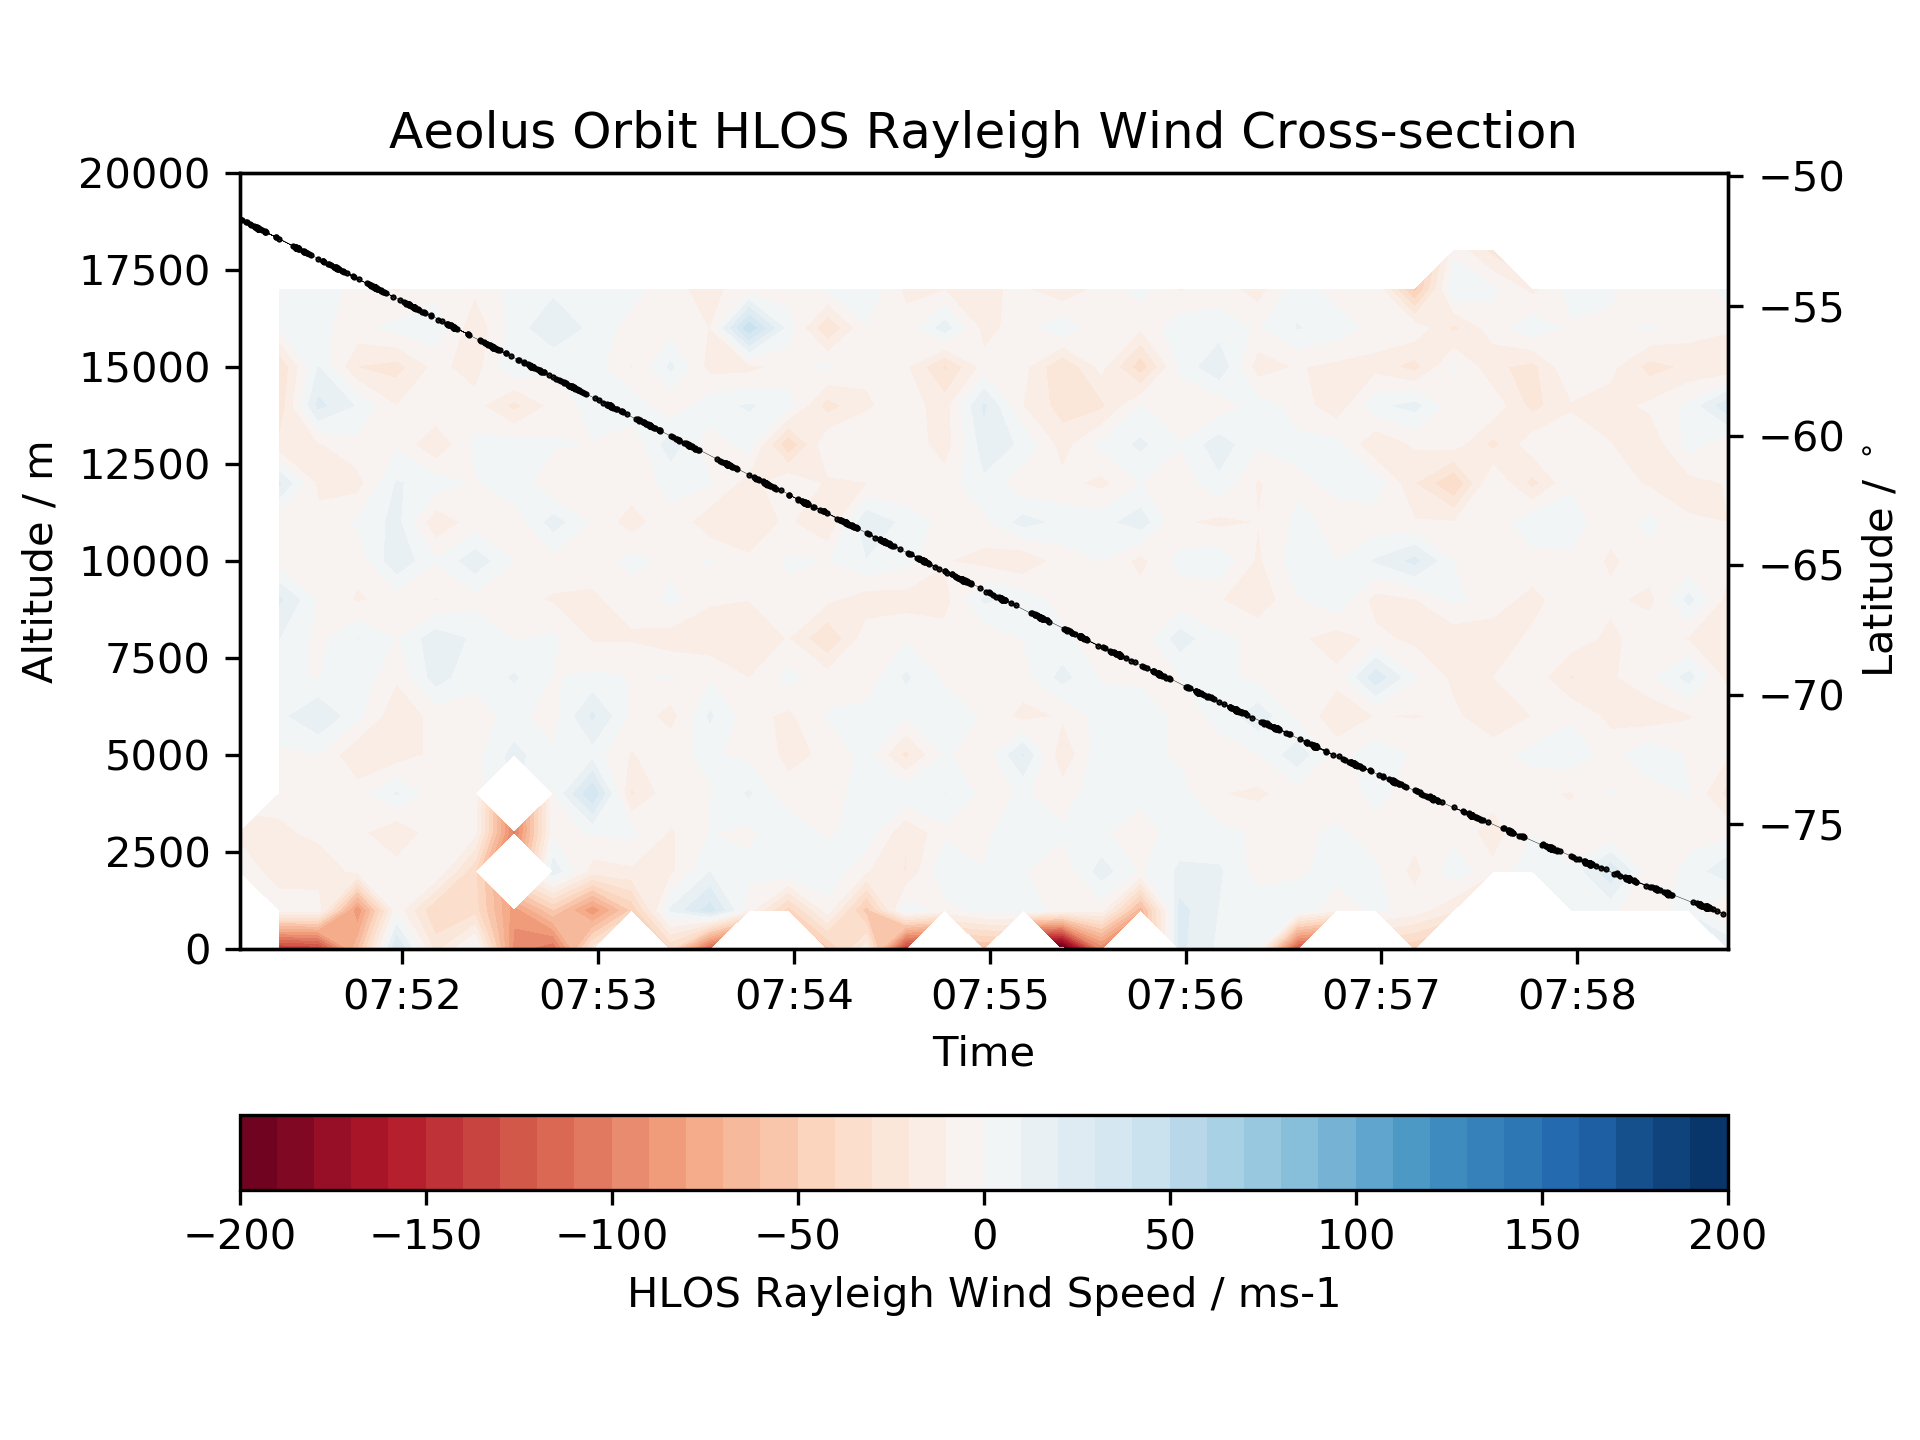 Aeolus Orbit HLOS Rayleigh Wind Cross-section
20000
17500
15000
12500
10000
7500
5000
2500
0
Altitude / m
−50
−55
−60
−65
−70
−75
Latitude / °
07:52 07:53 07:54 07:55 07:56 07:57 07:58
Time
−200 −150 −100 −50 0 50 100 150 200
HLOS Rayleigh Wind Speed / ms-1